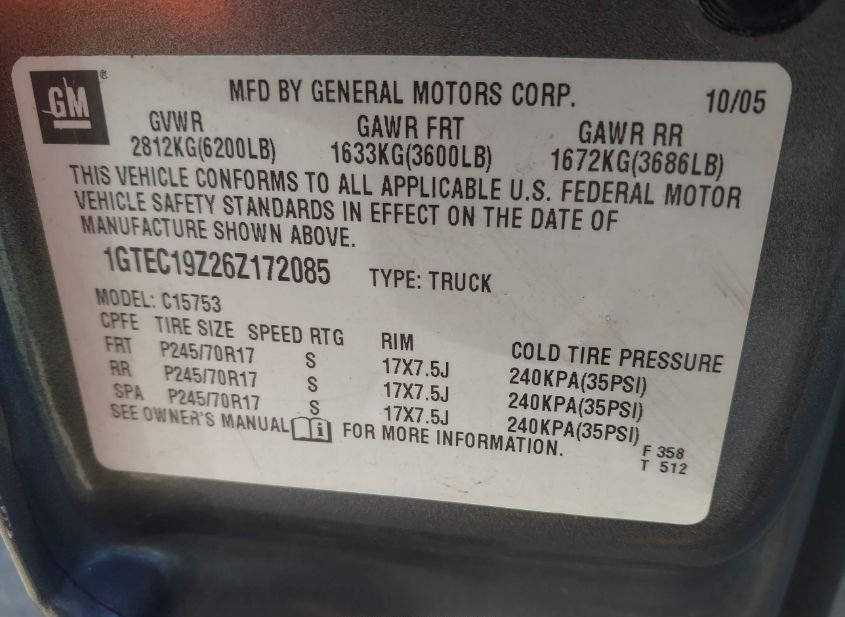 GM ®
MFD BY GENERAL MOTORS CORP. 10/05
GVWR GAWR FRT GAWR RR
2812KG(6200LB) 1633KG(3600LB) 1672KG(3686LB)
THIS VEHICLE CONFORMS TO ALL APPLICABLE U.S. FEDERAL MOTOR
VEHICLE SAFETY STANDARDS IN EFFECT ON THE DATE OF
MANUFACTURE SHOWN ABOVE.
1GTEC19Z26Z172085 TYPE: TRUCK
MODEL: C15753
CPFE TIRE SIZE SPEED RTG RIM COLD TIRE PRESSURE
FRT P245/70R17 S 17X7.5J 240KPA(35PSI)
RR P245/70R17 S 17X7.5J 240KPA(35PSI)
SPA P245/70R17 S 17X7.5J 240KPA(35PSI)
SEE OWNER'S MANUAL i FOR MORE INFORMATION.
F 358
T 512